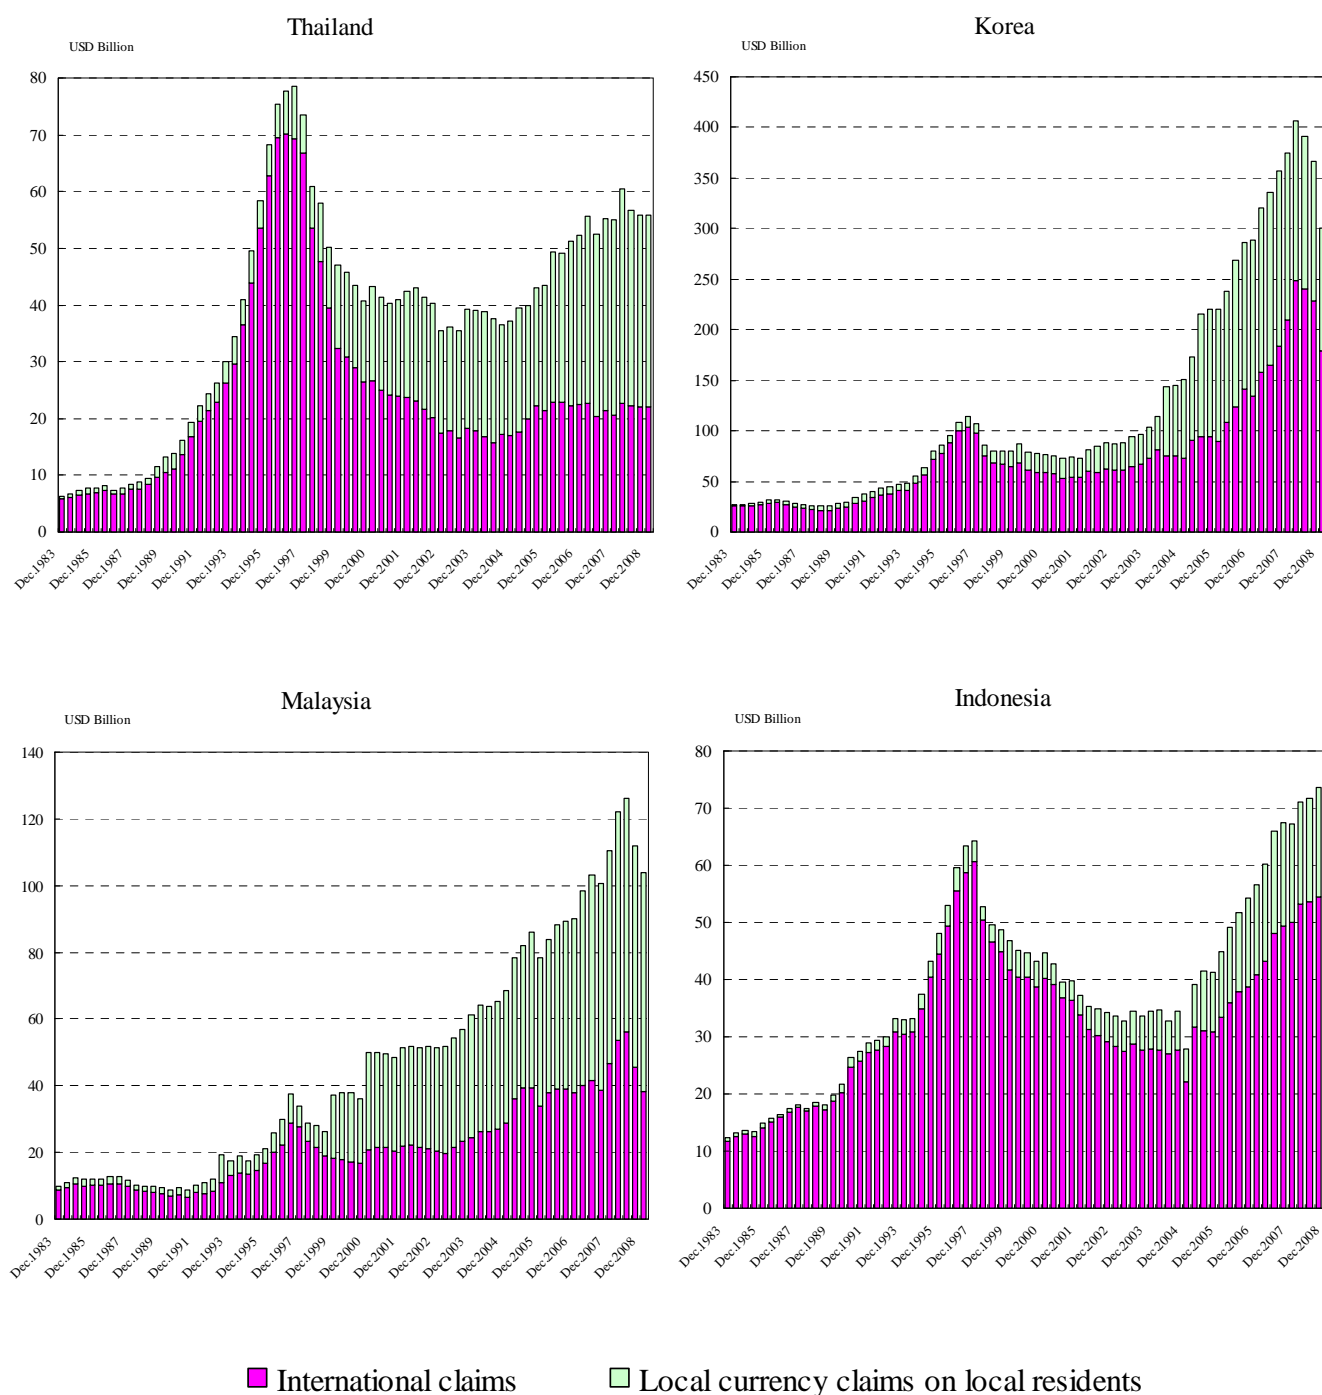 Thailand
USD Billion
80
70
60
50
40
30
20
10
0
Dec.1983
Dec.1985
Dec.1987
Dec.1989
Dec.1991
Dec.1993
Dec.1995
Dec.1997
Dec.1999
Dec.2000
Dec.2001
Dec.2002
Dec.2003
Dec.2004
Dec.2005
Dec.2006
Dec.2007
Dec.2008
Korea
USD Billion
450
400
350
300
250
200
150
100
50
0
Dec.1983
Dec.1985
Dec.1987
Dec.1989
Dec.1991
Dec.1993
Dec.1995
Dec.1997
Dec.1999
Dec.2000
Dec.2001
Dec.2002
Dec.2003
Dec.2004
Dec.2005
Dec.2006
Dec.2007
Dec.2008
Malaysia
USD Billion
140
120
100
80
60
40
20
0
Dec.1983
Dec.1985
Dec.1987
Dec.1989
Dec.1991
Dec.1993
Dec.1995
Dec.1997
Dec.1999
Dec.2000
Dec.2001
Dec.2002
Dec.2003
Dec.2004
Dec.2005
Dec.2006
Dec.2007
Dec.2008
Indonesia
USD Billion
80
70
60
50
40
30
20
10
0
Dec.1983
Dec.1985
Dec.1987
Dec.1989
Dec.1991
Dec.1993
Dec.1995
Dec.1997
Dec.1999
Dec.2000
Dec.2001
Dec.2002
Dec.2003
Dec.2004
Dec.2005
Dec.2006
Dec.2007
Dec.2008
International claims
Local currency claims on local residents